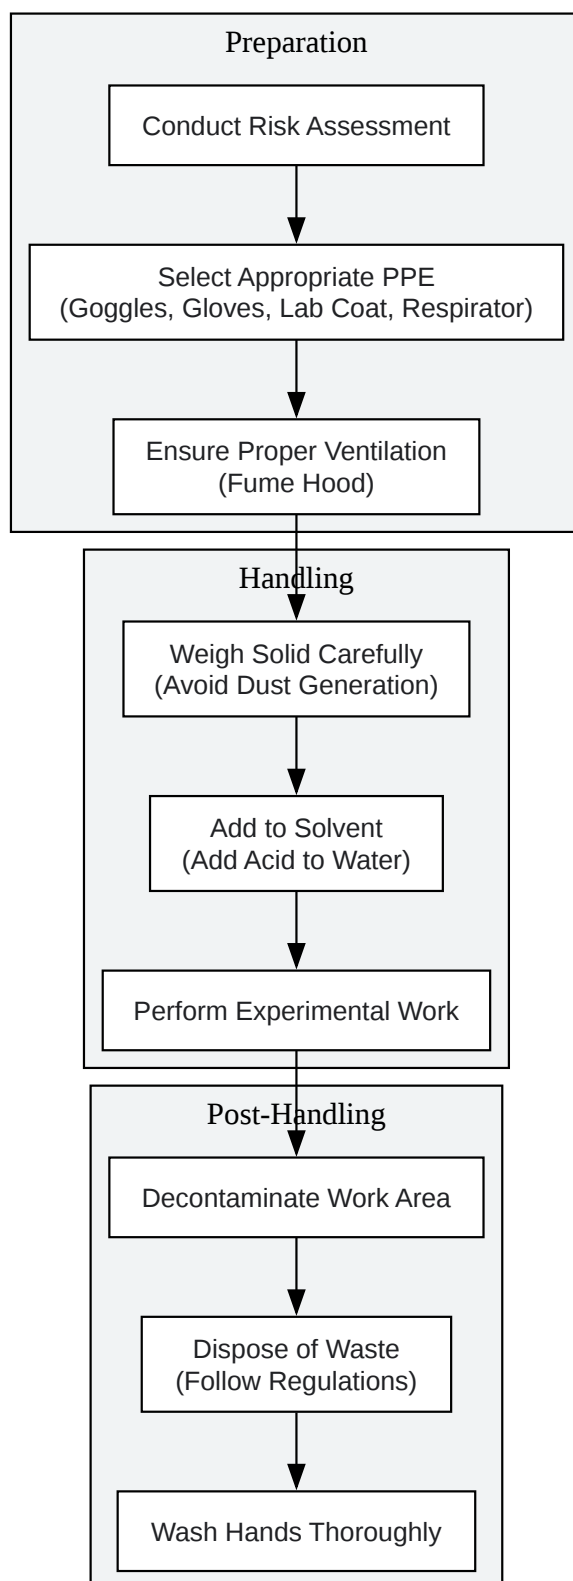 Preparation
Conduct Risk Assessment
Select Appropriate PPE
(Goggles, Gloves, Lab Coat, Respirator)
Ensure Proper Ventilation
(Fume Hood)
Handling
Weigh Solid Carefully
(Avoid Dust Generation)
Add to Solvent
(Add Acid to Water)
Perform Experimental Work
Post-Handling
Decontaminate Work Area
Dispose of Waste
(Follow Regulations)
Wash Hands Thoroughly